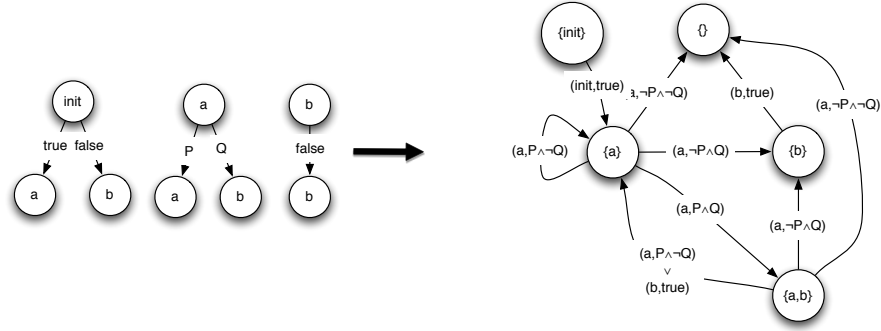 init
true false
a
b
a
P
Q
a
b
b
false
b
{init}
{}
(init,true)
a,¬P∧¬Q)
(b,true)
(a,¬P∧¬Q)
(a,P∧¬Q)
{a}
(a,¬P∧Q)
{b}
(a,P∧Q)
(a,¬P∧Q)
(a,P∧¬Q)
∨
(b,true)
{a,b}